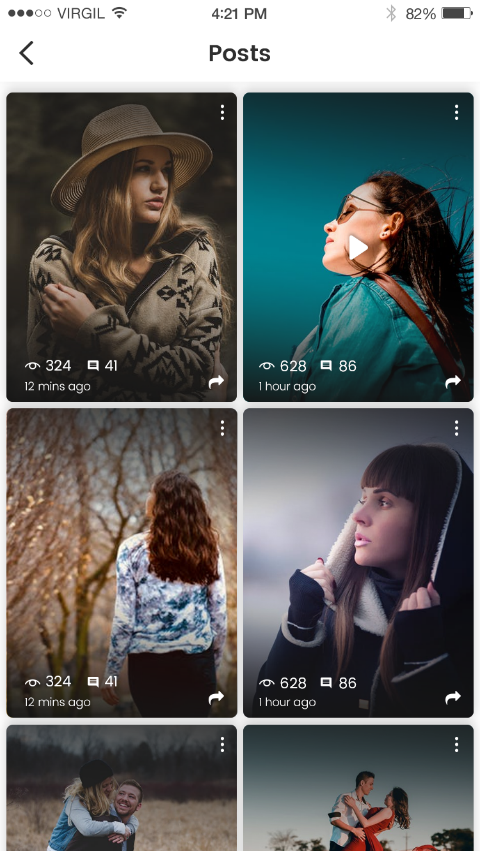 VIRGIL 4:21 PM 82%
Posts
324 41 628 86
12 mins ago 1 hour ago
324 41 628 86
12 mins ago 1 hour ago